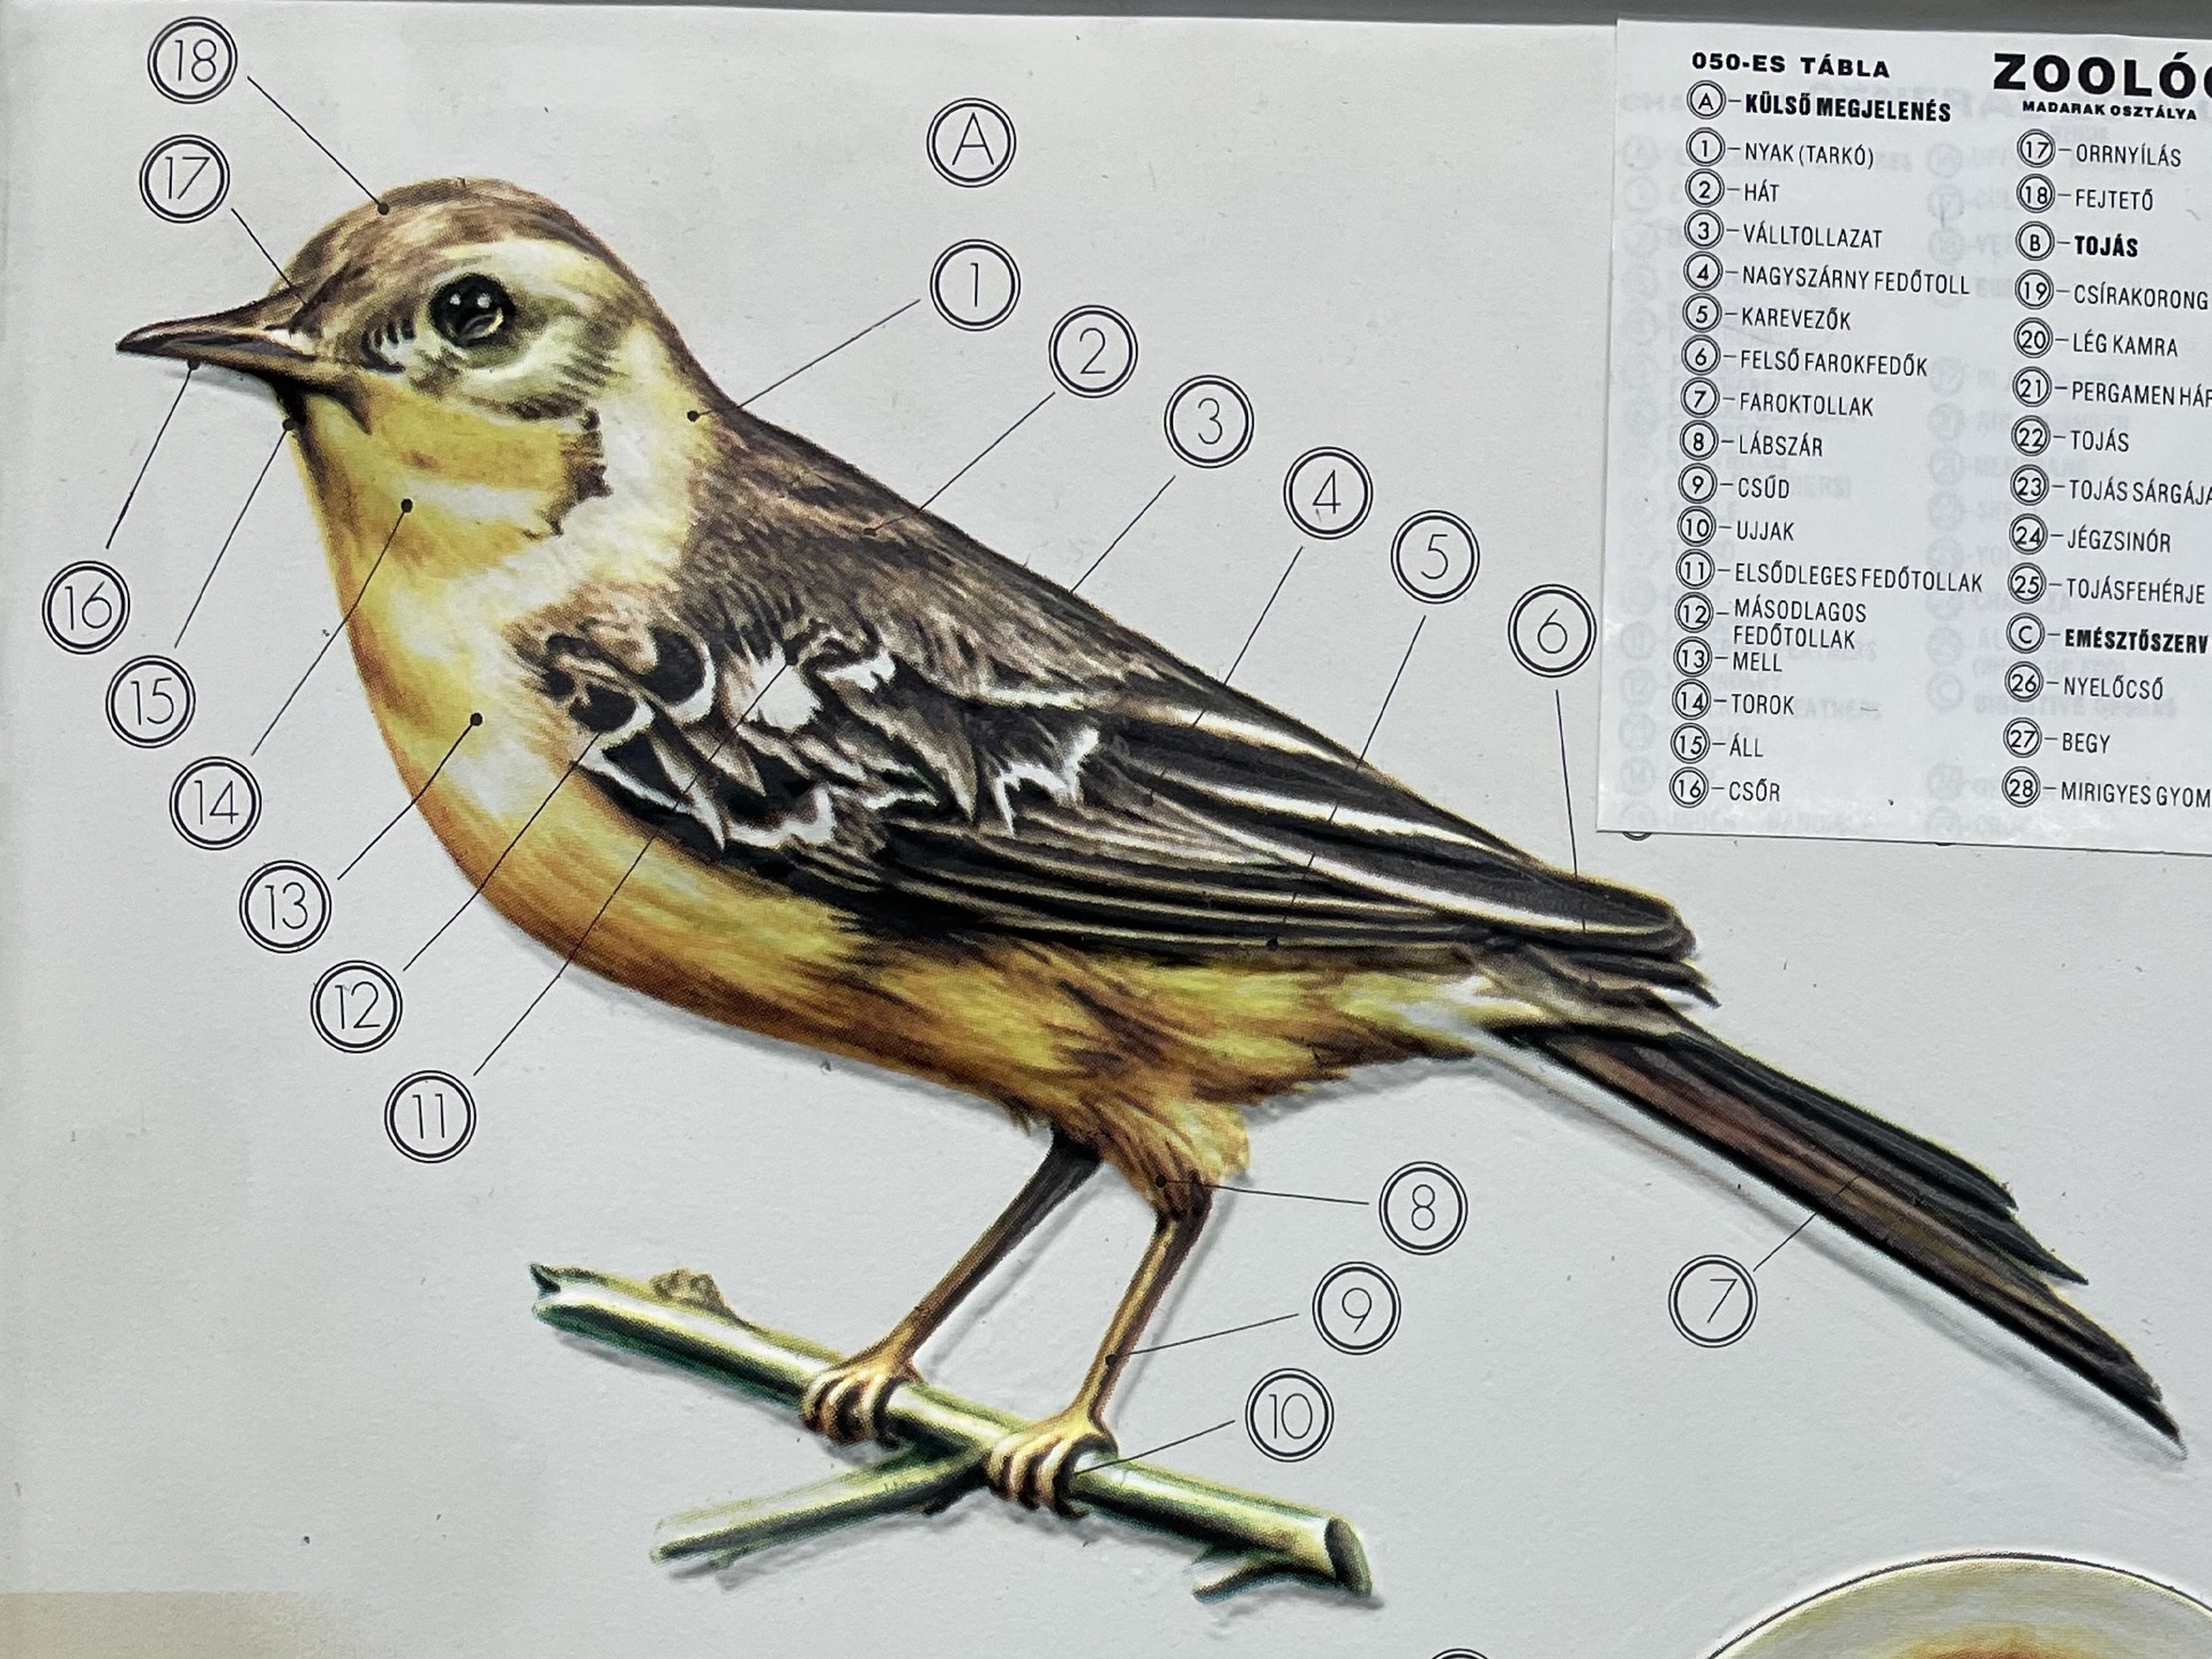 18
17
A
1
2
3
4
5
6
16
15
14
13
12
11
8
9
7
10
050-ES TÁBLA
A - KÜLSŐ MEGJELENÉS
1 - NYAK (TARKÓ)
2 - HÁT
3 - VÁLLTOLLAZAT
4 - NAGYSZÁRNY FEDŐTOLL
5 - KAREVEZŐK
6 - FELSŐ FAROKFEDŐK
7 - FAROKTOLLAK
8 - LÁBSZÁR
9 - CSŰD
10 - UJJAK
11 - ELSŐDLEGES FEDŐTOLLAK
12 - MÁSODLAGOS
FEDŐTOLLAK
13 - MELL
14 - TOROK
15 - ÁLL
16 - CSŐR
MADARAK OSZTÁLYA
17 - ORRNYÍLÁS
18 - FEJTETŐ
B - TOJÁS
19 - CSÍRAKORONG
20 - LÉG KAMRA
21 - PERGAMEN
22 - TOJÁS
23 - TOJÁS SÁRGÁJA
24 - JÉGZSINÓR
25 - TOJÁSFEHÉRJE
C - EMÉSZTŐSZERV
26 - NYELŐCSŐ
27 - BEGY
28 - MIRIGYES